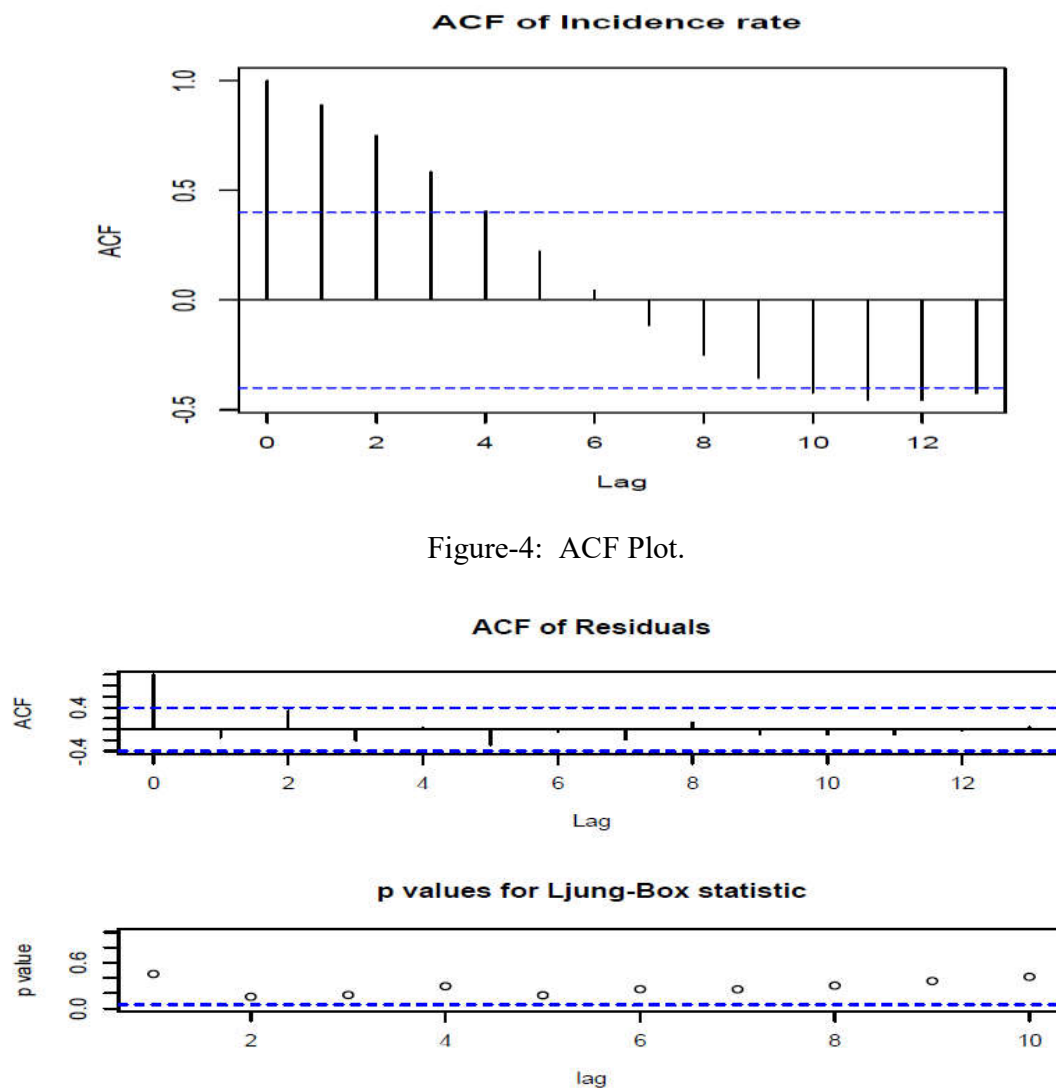 ACF of Incidence rate
1.0
0.5
0.0
-0.5
ACF
0 2 4 6 8 10 12
Lag
Figure-4: ACF Plot.
ACF of Residuals
0.4
-0.4
ACF
0 2 4 6 8 10 12
Lag
p values for Ljung-Box statistic
0.6
0.0
p value
2 4 6 8 10
lag